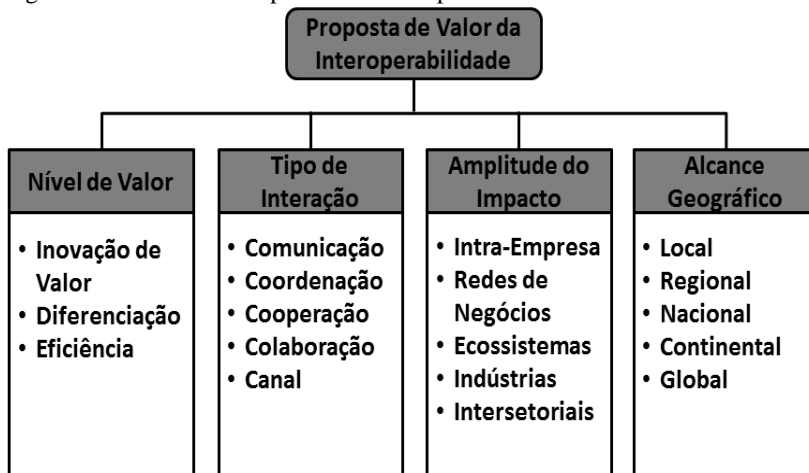 Proposta de Valor da
Interoperabilidade
Nível de Valor
• Inovação de
Valor
• Diferenciação
• Eficiência
Tipo de
Interação
• Comunicação
• Coordenação
• Cooperação
• Colaboração
• Canal
Amplitude do
Impacto
• Intra-Empresa
• Redes de
Negócios
• Ecossistemas
• Indústrias
• Intersetoriais
Alcance
Geográfico
• Local
• Regional
• Nacional
• Continental
• Global